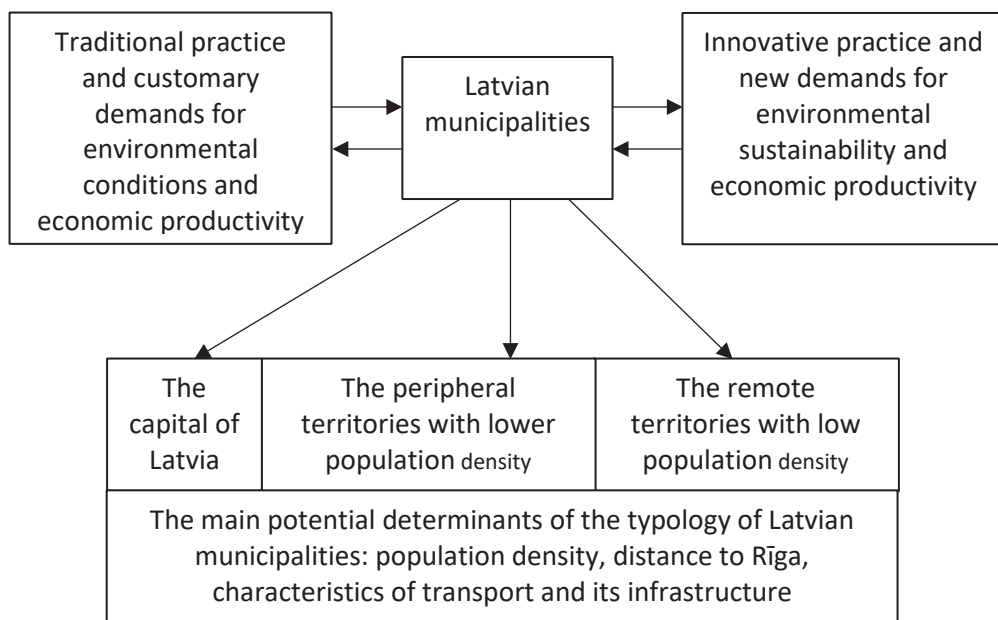 Traditional practice
and customary
demands for
environmental
conditions and
economic productivity
Latvian
municipalities
Innovative practice and
new demands for
environmental
sustainability and
economic productivity
The
capital of
Latvia
The peripheral
territories with lower
population density
The remote
territories with low
population density
The main potential determinants of the typology of Latvian
municipalities: population density, distance to Rīga,
characteristics of transport and its infrastructure